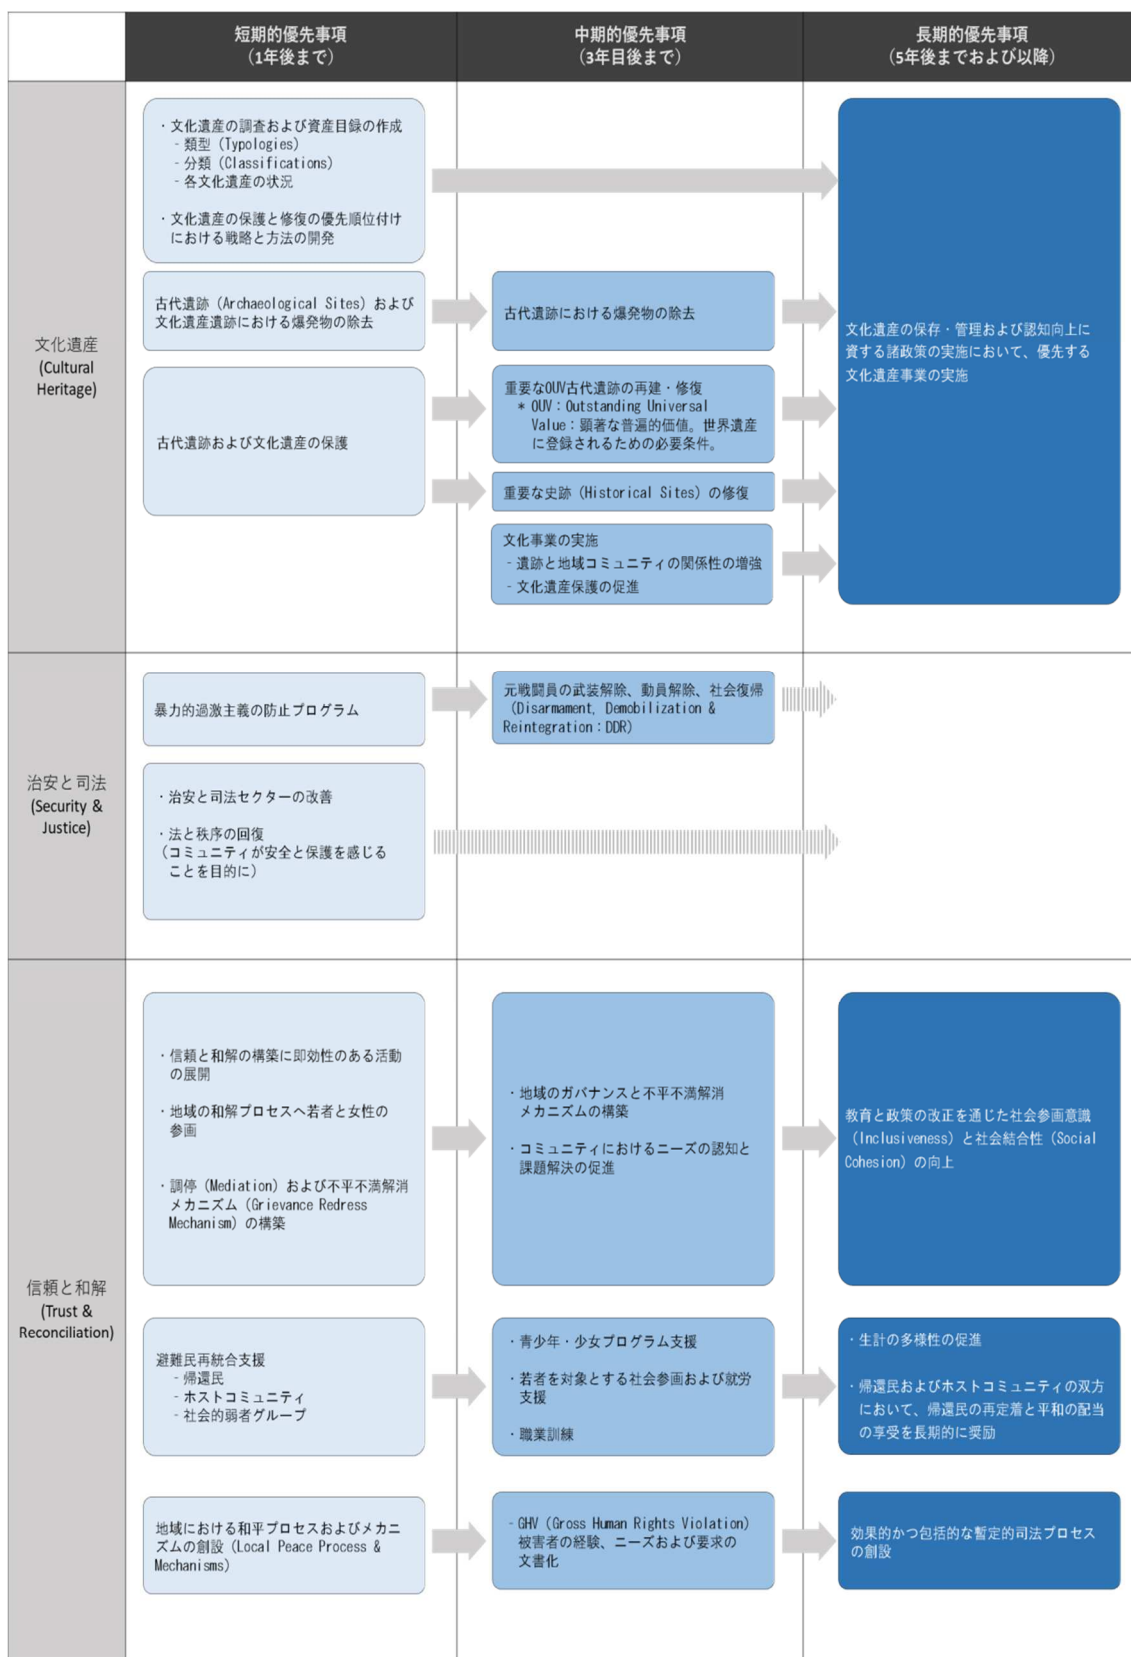 短期的優先事項
（1年後まで）
中期的優先事項
（3年目後まで）
長期的優先事項
（5年後までおよび以降）
文化遺産
(Cultural
Heritage)
・文化遺産の調査および資産目録の作成
- 類型（Typologies）
- 分類（Classifications）
- 各文化遺産の状況
・文化遺産の保護と修復の優先順位付け
における戦略と方法の開発
古代遺跡（Archaeological Sites）および
文化遺産遺跡における爆発物の除去
古代遺跡における爆発物の除去
古代遺跡および文化遺産の保護
重要なOUV古代遺跡の再建・修復
＊ OUV：Outstanding Universal
Value：顕著な普遍的価値。世界遺産
に登録されるための必要条件。
重要な史跡（Historical Sites）の修復
文化事業の実施
- 遺跡と地域コミュニティの関係性の増強
- 文化遺産保護の促進
文化遺産の保存・管理および認知向上に
資する諸政策の実施において、優先する
文化遺産事業の実施
治安と司法
(Security &
Justice)
暴力的過激主義の防止プログラム
元戦闘員の武装解除、動員解除、社会復帰
（Disarmament, Demobilization &
Reintegration：DDR）
・治安と司法セクターの改善
・法と秩序の回復
（コミュニティが安全と保護を感じる
ことを目的に）
信頼と和解
(Trust &
Reconciliation)
・信頼と和解の構築に即効性のある活動
の展開
・地域の和解プロセスへ若者と女性の
参画
・調停（Mediation）および不平不満解消
メカニズム（Grievance Redress
Mechanism）の構築
・地域のガバナンスと不平不満解消
メカニズムの構築
・コミュニティにおけるニーズの認知と
課題解決の促進
教育と政策の改正を通じた社会参画意識
（Inclusiveness）と社会結合性（Social
Cohesion）の向上
避難民再統合支援
- 帰還民
- ホストコミュニティ
- 社会的弱者グループ
・青少年・少女プログラム支援
・若者を対象とする社会参画および就労
支援
・職業訓練
・生計の多様性の促進
・帰還民およびホストコミュニティの双方
において、帰還民の再定着と平和の配当
の享受を長期的に奨励
地域における和平プロセスおよびメカニ
ズムの創設（Local Peace Process &
Mechanisms）
- GHV（Gross Human Rights Violation）
被害者の経験、ニーズおよび要求の
文書化
効果的かつ包括的な暫定的司法プロセス
の創設